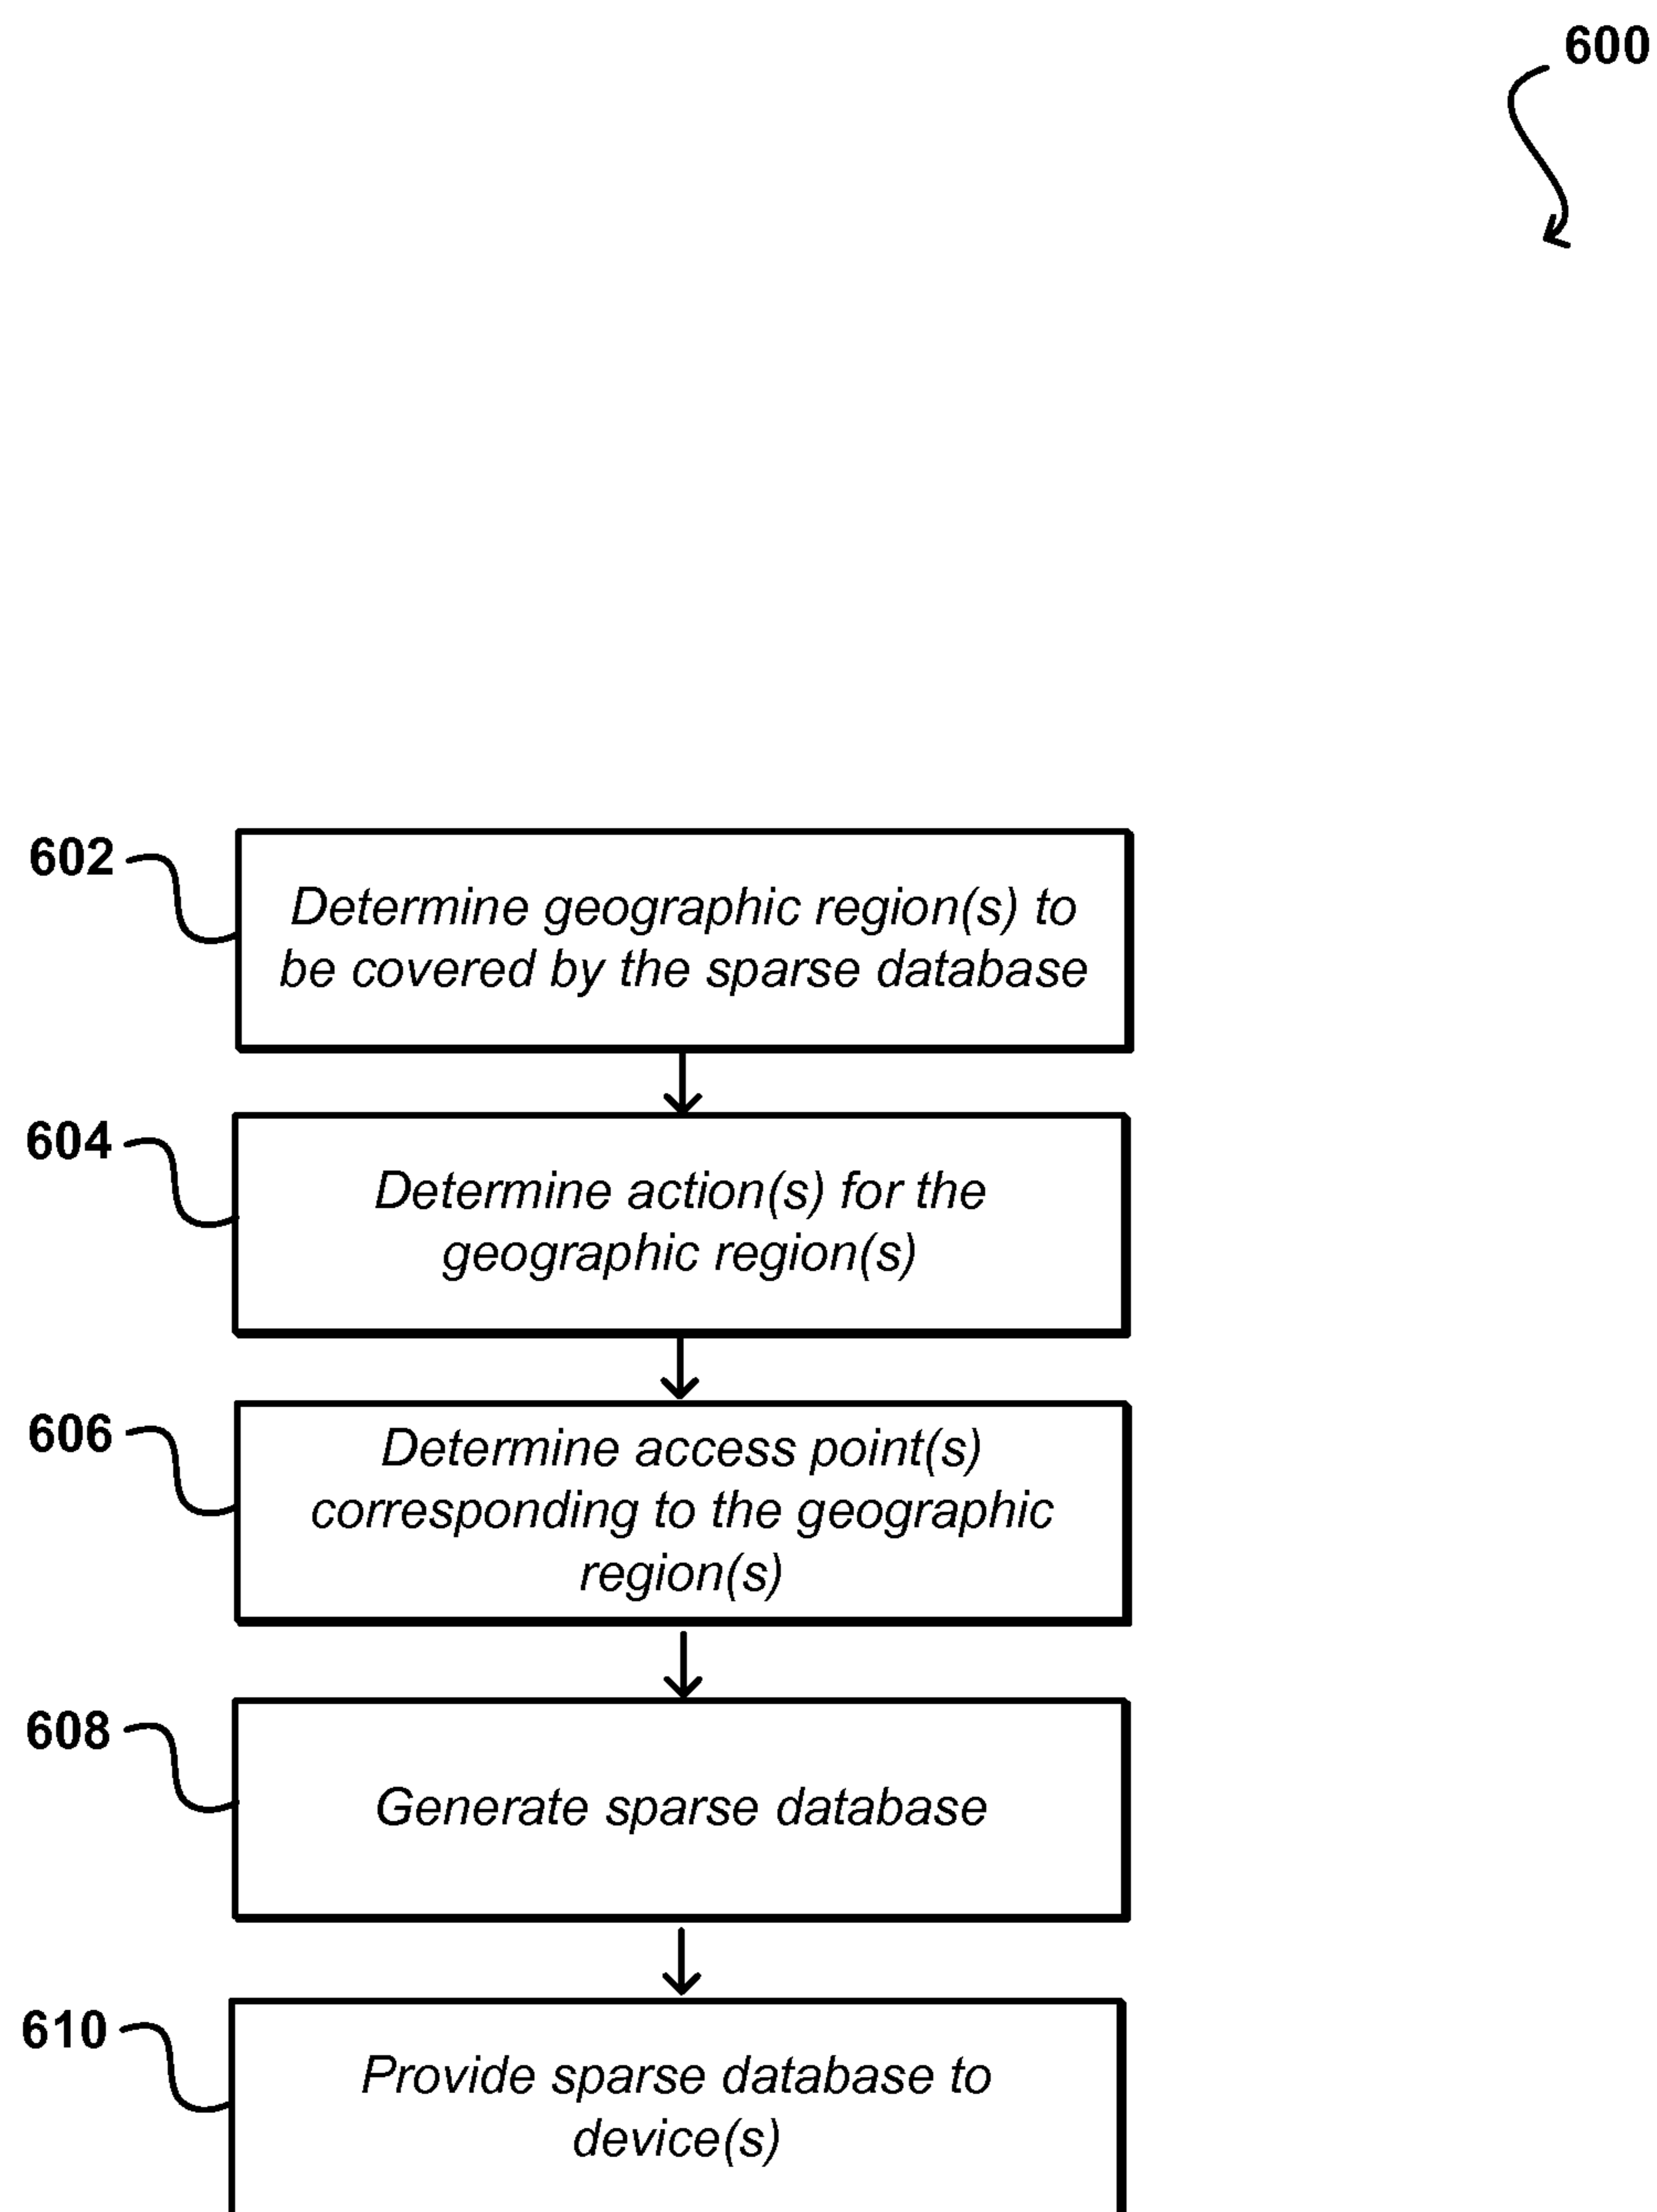 600
602
Determine geographic region(s) to
be covered by the sparse database
604
Determine action(s) for the
geographic region(s)
606
Determine access point(s)
corresponding to the geographic
region(s)
608
Generate sparse database
610
Provide sparse database to
device(s)